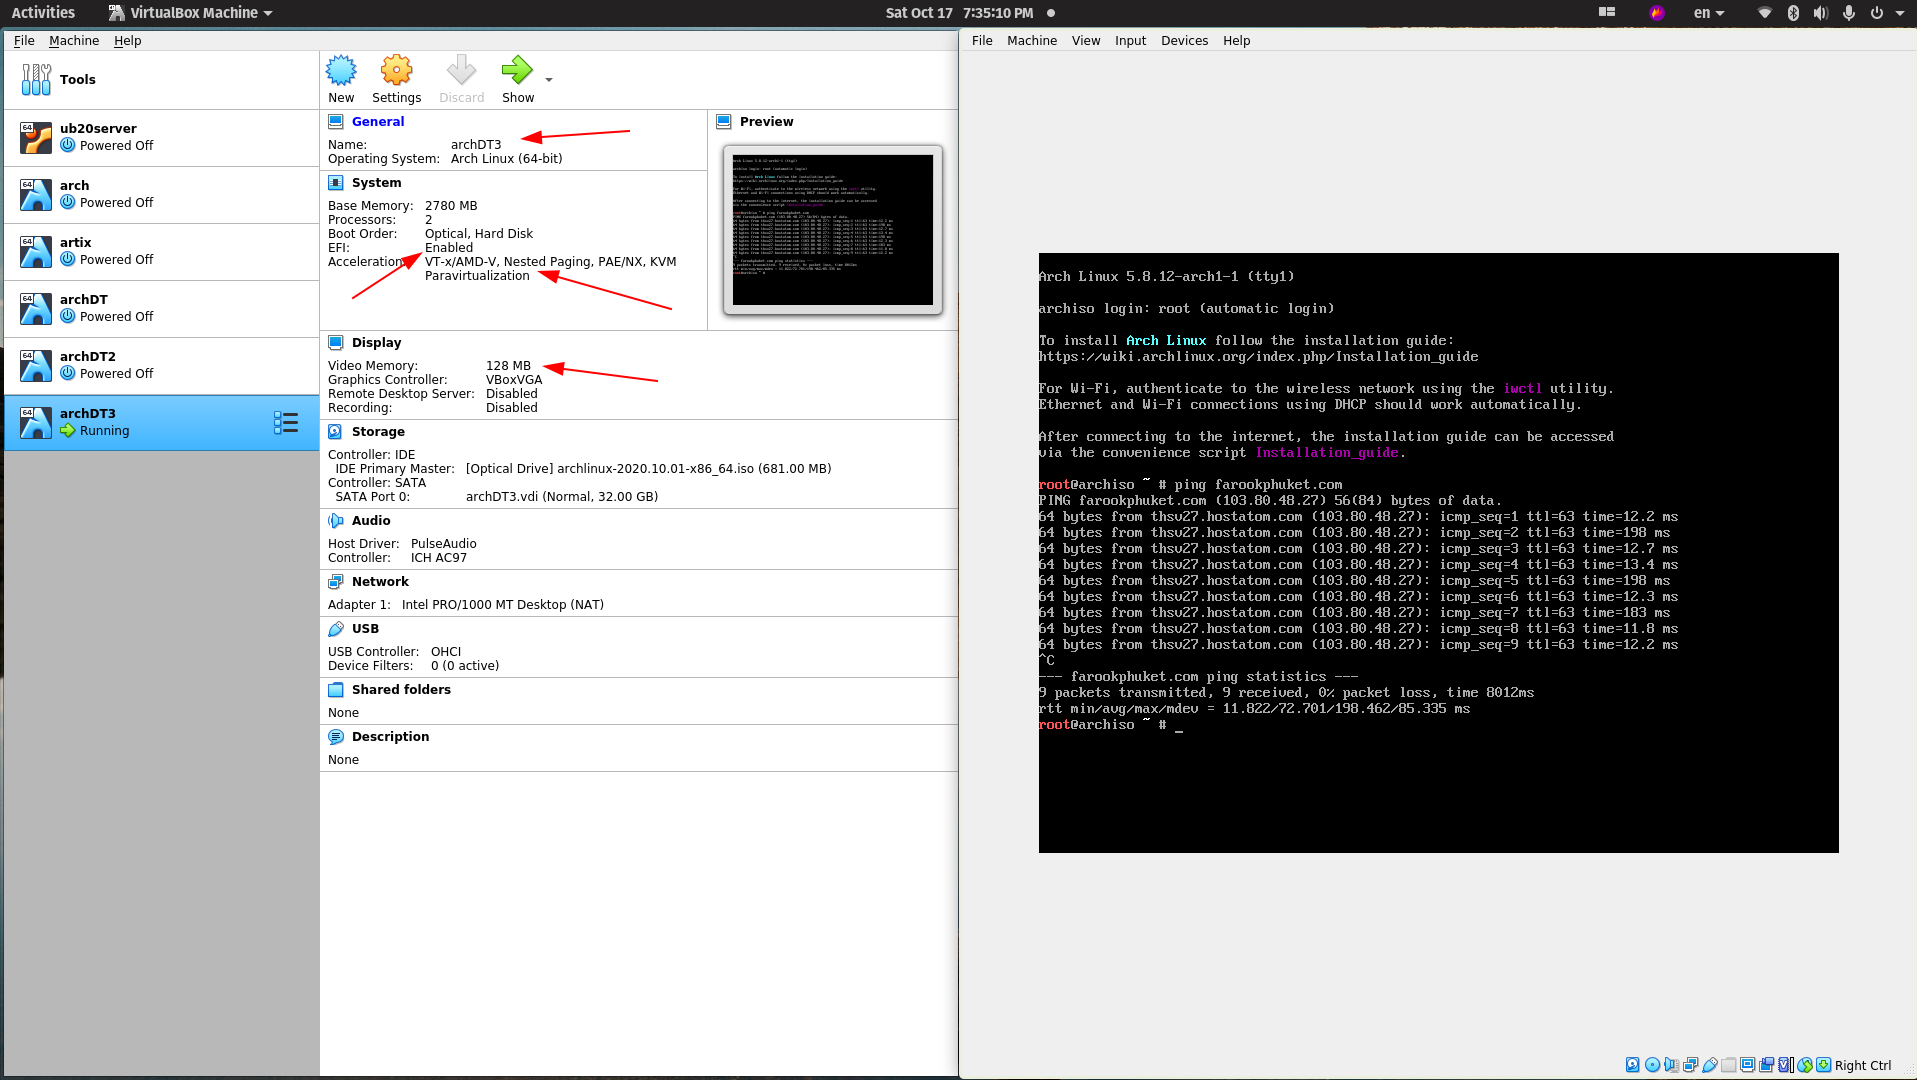 Activities
VirtualBox Machine
Sat Oct 17 7:35:10 PM
en
File Machine Help
Tools
64
ub20server
Powered Off
64
arch
Powered Off
64
artix
Powered Off
64
archDT
Powered Off
64
archDT2
Powered Off
64
archDT3
Running
New
Settings
Discard
Show
General
Name: archDT3
Operating System: Arch Linux (64-bit)
System
Base Memory: 2780 MB
Processors: 2
Boot Order: Optical, Hard Disk
EFI: Enabled
Acceleration: VT-x/AMD-V, Nested Paging, PAE/NX, KVM
Paravirtualization
Preview
Display
Video Memory: 128 MB
Graphics Controller: VBoxVGA
Remote Desktop Server: Disabled
Recording: Disabled
Storage
Controller: IDE
IDE Primary Master: [Optical Drive] archlinux-2020.10.01-x86_64.iso (681.00 MB)
Controller: SATA
SATA Port 0: archDT3.vdi (Normal, 32.00 GB)
Audio
Host Driver: PulseAudio
Controller: ICH AC97
Network
Adapter 1: Intel PRO/1000 MT Desktop (NAT)
USB
USB Controller: OHCI
Device Filters: 0 (0 active)
Shared folders
None
Description
None
File Machine View Input Devices Help
Arch Linux 5.8.12-arch1-1 (tty1)
archiso login: root (automatic login)
To install Arch Linux follow the installation guide:
https://wiki.archlinux.org/index.php/Installation_guide
For Wi-Fi, authenticate to the wireless network using the iwctl utility.
Ethernet and Wi-Fi connections using DHCP should work automatically.
After connecting to the internet, the installation guide can be accessed
via the convenience script Installation_guide.
root@archiso ~ # ping farookphuket.com
PING farookphuket.com (103.80.48.27) 56(84) bytes of data.
64 bytes from thsv27.hostatom.com (103.80.48.27): icmp_seq=1 ttl=63 time=12.2 ms
64 bytes from thsv27.hostatom.com (103.80.48.27): icmp_seq=2 ttl=63 time=198 ms
64 bytes from thsv27.hostatom.com (103.80.48.27): icmp_seq=3 ttl=63 time=12.7 ms
64 bytes from thsv27.hostatom.com (103.80.48.27): icmp_seq=4 ttl=63 time=13.4 ms
64 bytes from thsv27.hostatom.com (103.80.48.27): icmp_seq=5 ttl=63 time=198 ms
64 bytes from thsv27.hostatom.com (103.80.48.27): icmp_seq=6 ttl=63 time=12.3 ms
64 bytes from thsv27.hostatom.com (103.80.48.27): icmp_seq=7 ttl=63 time=183 ms
64 bytes from thsv27.hostatom.com (103.80.48.27): icmp_seq=8 ttl=63 time=11.8 ms
64 bytes from thsv27.hostatom.com (103.80.48.27): icmp_seq=9 ttl=63 time=12.2 ms
^C
--- farookphuket.com ping statistics ---
9 packets transmitted, 9 received, 0% packet loss, time 8012ms
rtt min/avg/max/mdev = 11.822/72.701/198.462/85.335 ms
root@archiso ~ # _
Right Ctrl